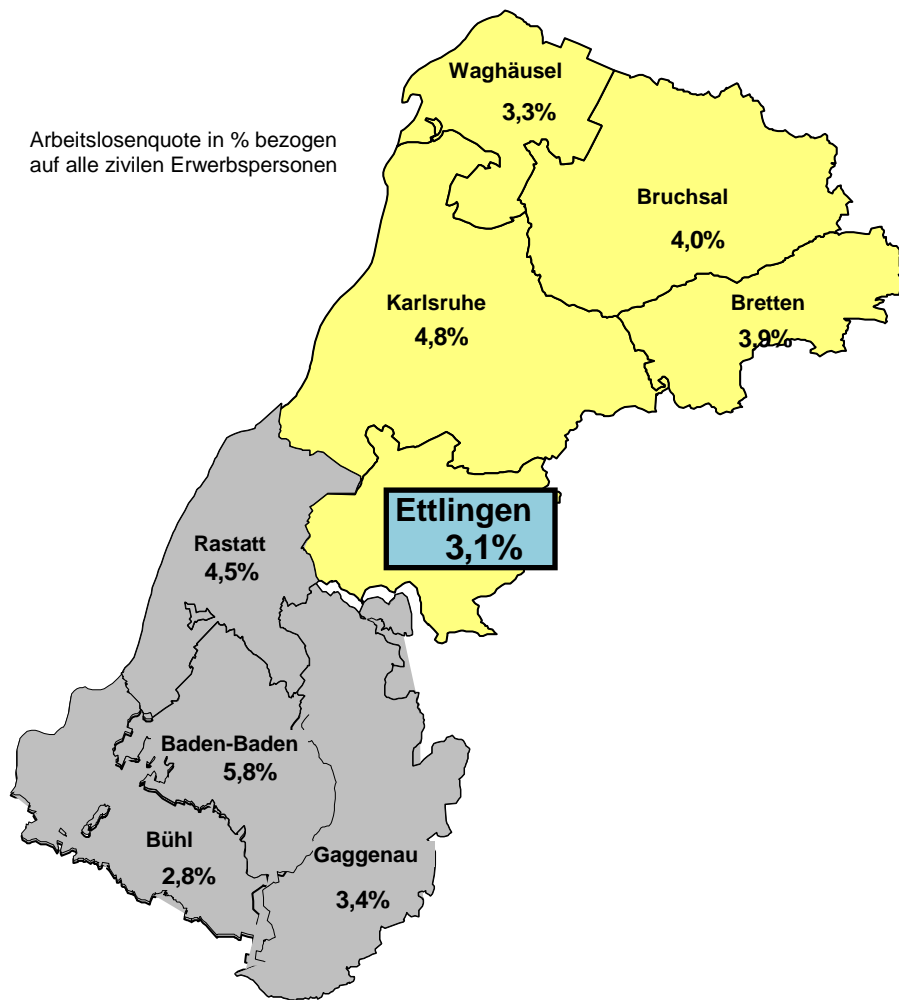 Waghäusel
3,3%
Arbeitslosenquote in % bezogen
auf alle zivilen Erwerbspersonen
Bruchsal
4,0%
Karlsruhe
4,8%
Bretten
3,9%
Ettlingen
3,1%
Rastatt
4,5%
Baden-Baden
5,8%
Bühl
2,8%
Gaggenau
3,4%